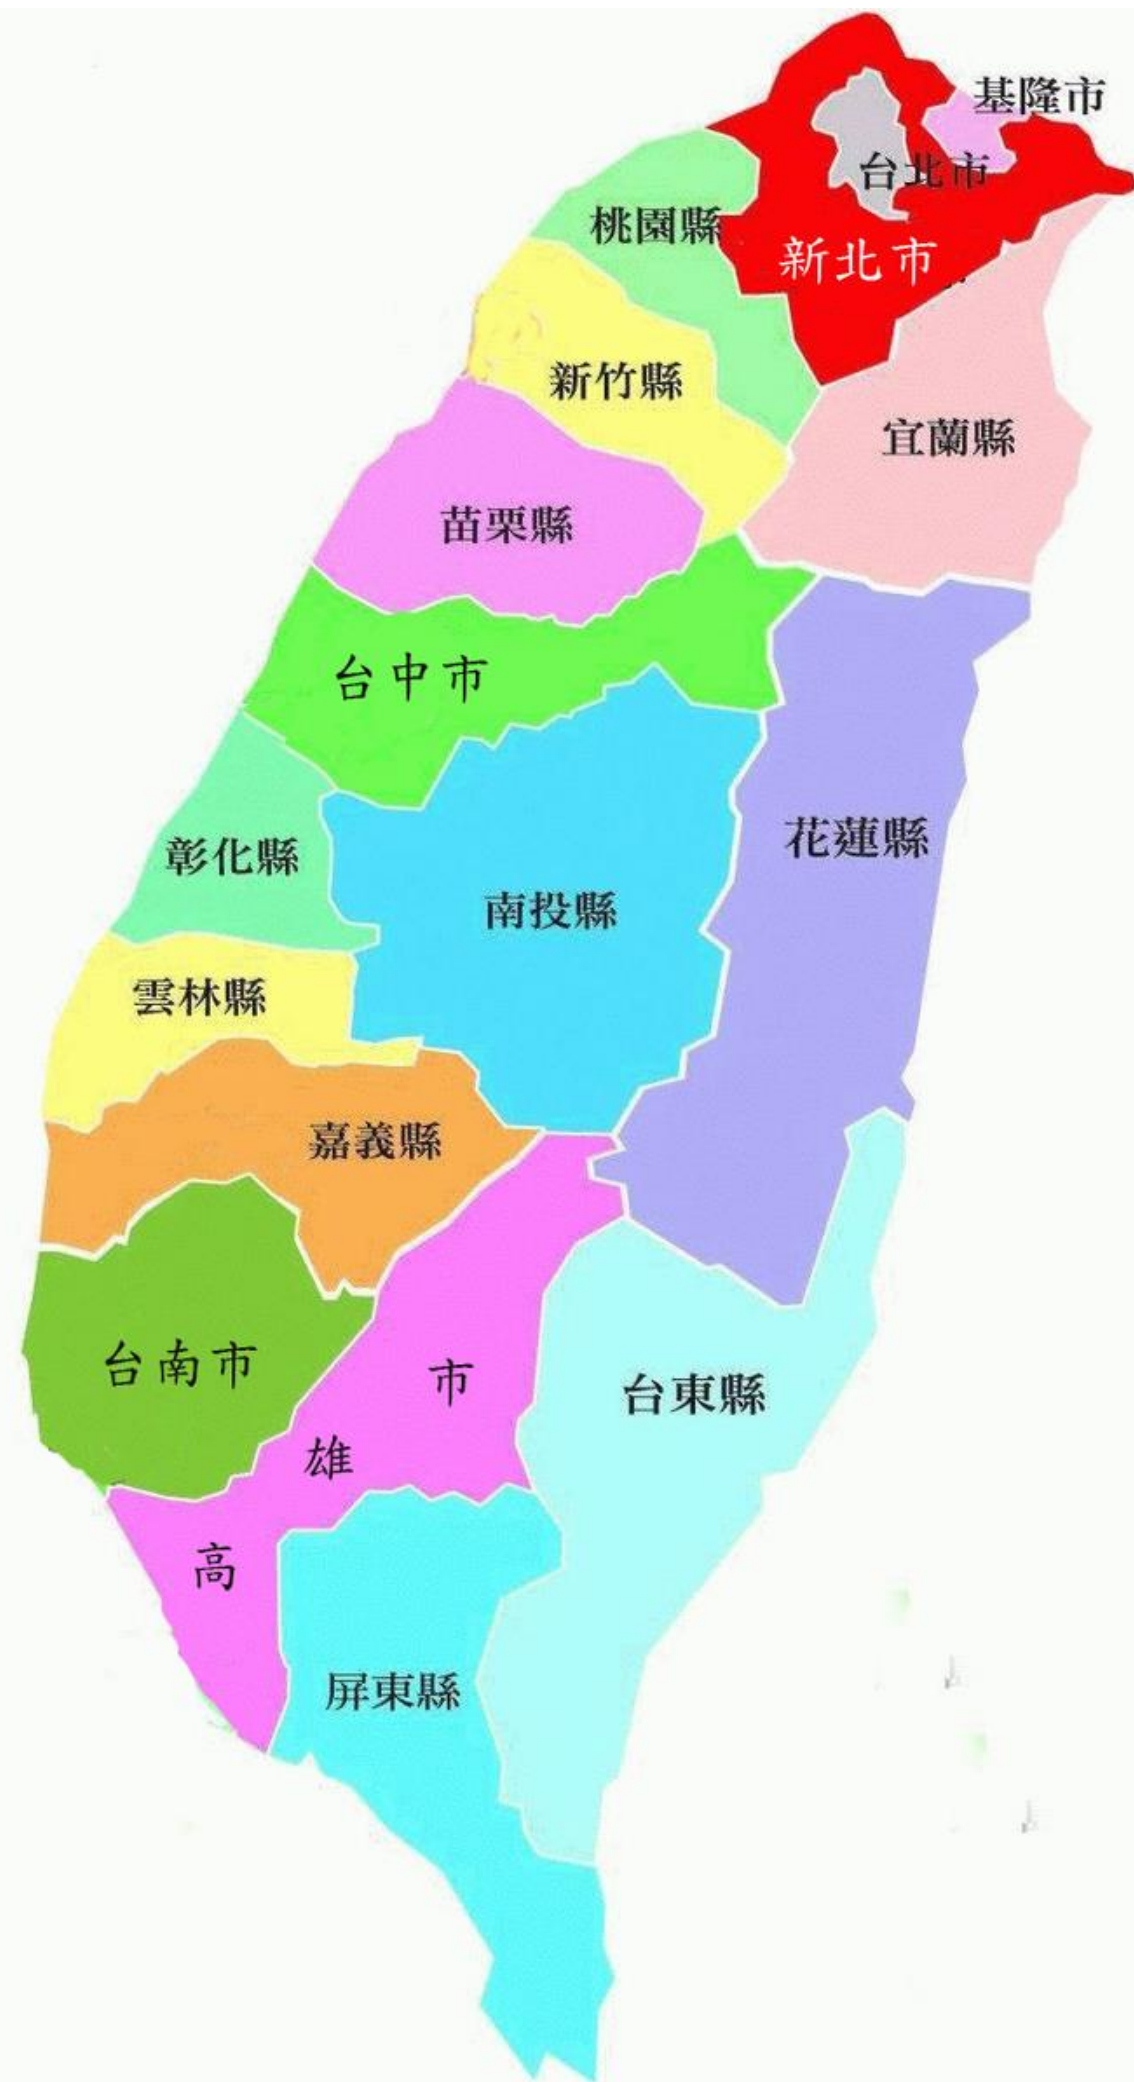 基隆市
台北市
桃園縣
新北市
新竹縣
宜蘭縣
苗栗縣
台中市
花蓮縣
彰化縣
南投縣
雲林縣
嘉義縣
台南市
高雄市
台東縣
屏東縣